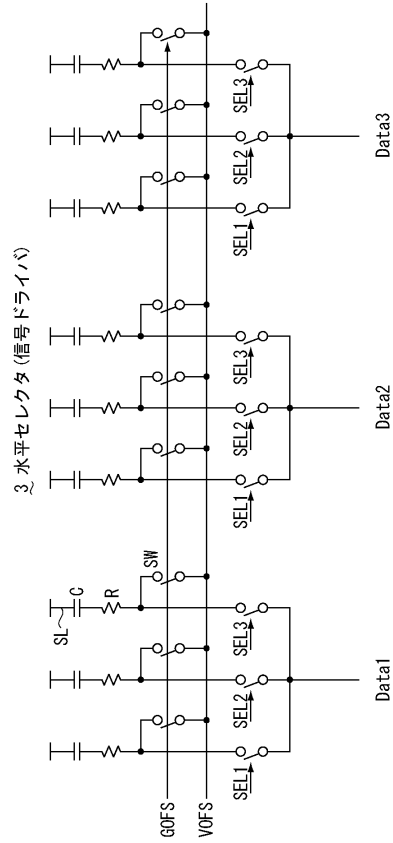 3 水平セレクタ(信号ドライバ)
SL
C
R
SW
GOFS
VOFS
SEL1
SEL2
SEL3
SEL1
SEL2
SEL3
SEL1
SEL2
SEL3
Data1
Data2
Data3